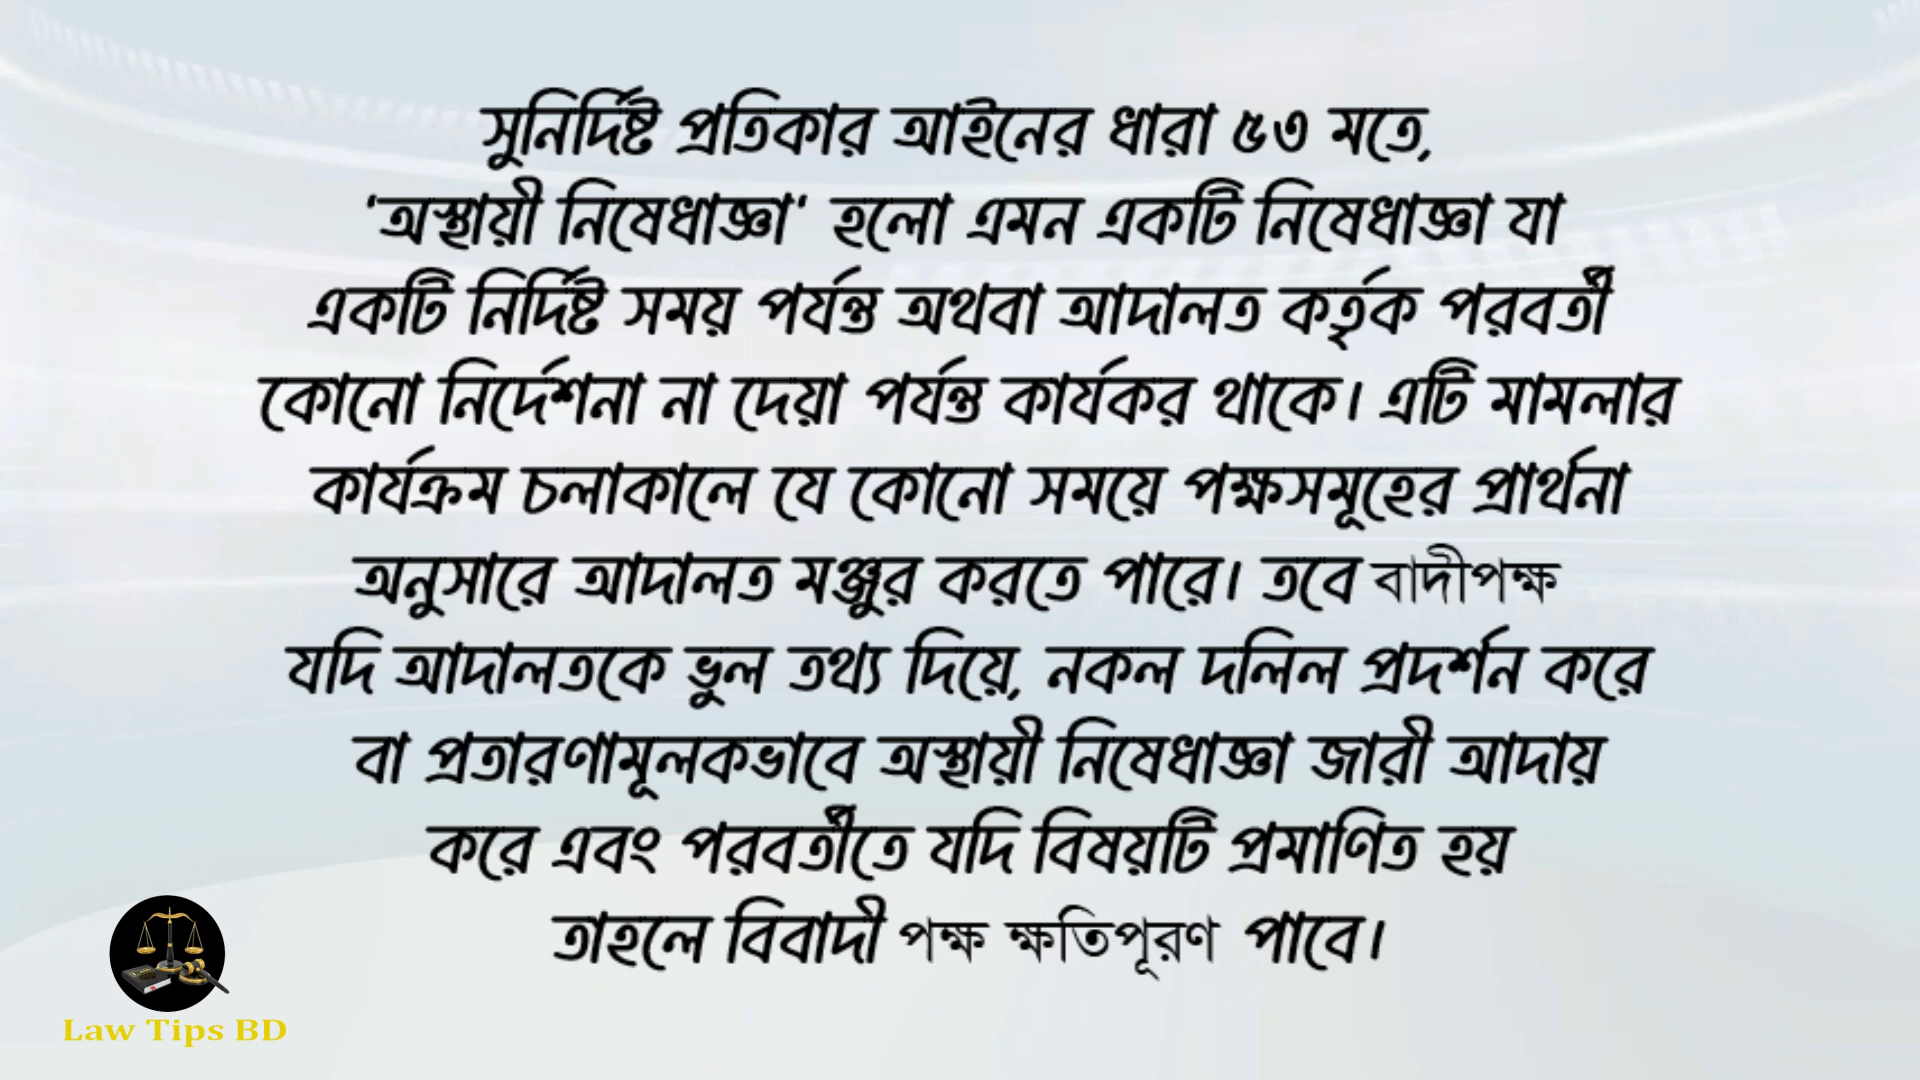 সুনির্দিষ্ট প্রতিকার আইনের ধারা ৫৩ মতে,
'অস্থায়ী নিষেধাজ্ঞা' হলো এমন একটি নিষেধাজ্ঞা যা
একটি নির্দিষ্ট সময় পর্যন্ত অথবা আদালত কর্তৃক পরবর্তী
কোনো নির্দেশনা না দেয়া পর্যন্ত কার্যকর থাকে। এটি মামলার
কার্যক্রম চলাকালে যে কোনো সময়ে পক্ষসমূহের প্রার্থনা
অনুসারে আদালত মঞ্জুর করতে পারে। তবে বাদীপক্ষ
যদি আদালতকে ভুল তথ্য দিয়ে, নকল দলিল প্রদর্শন করে
বা প্রতারণামূলকভাবে অস্থায়ী নিষেধাজ্ঞা জারী আদায়
করে এবং পরবর্তীতে যদি বিষয়টি প্রমাণিত হয়
তাহলে বিবাদী পক্ষ ক্ষতিপূরণ পাবে।
Law Tips BD